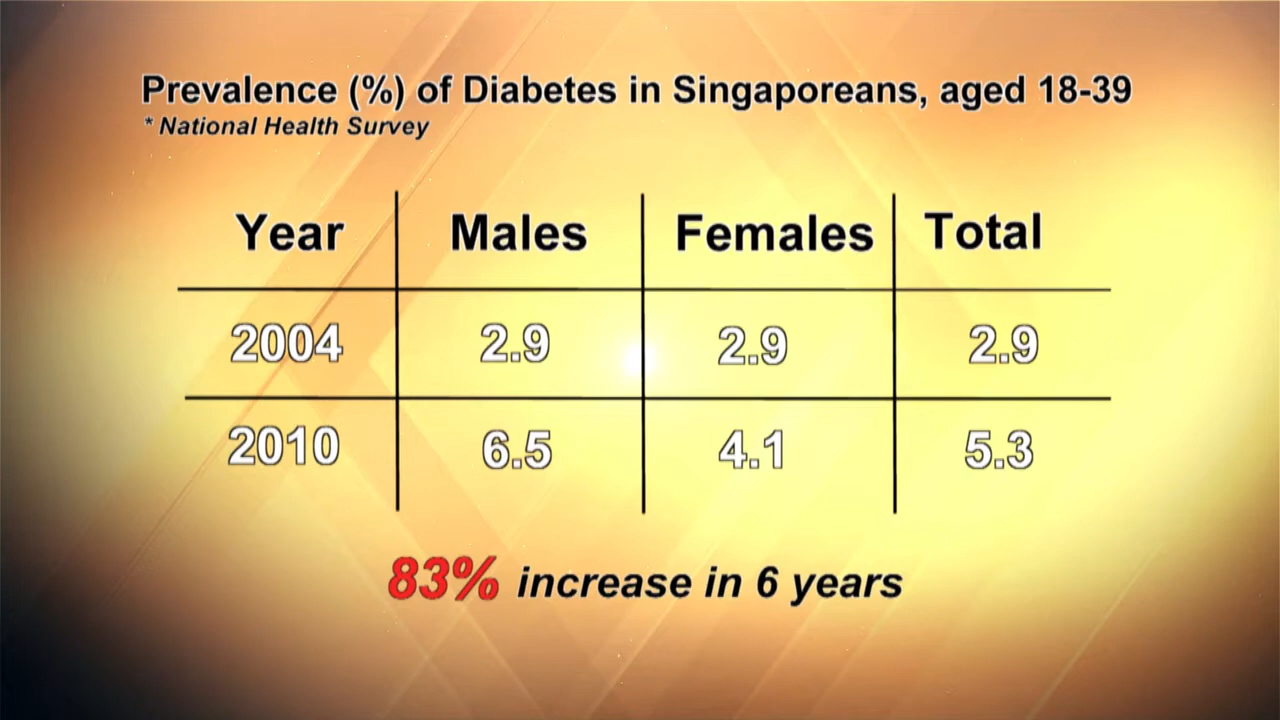 Prevalence (%) of Diabetes in Singaporeans, aged 18-39
* National Health Survey
Year Males Females Total
2004 2.9 2.9 2.9
2010 6.5 4.1 5.3
83% increase in 6 years